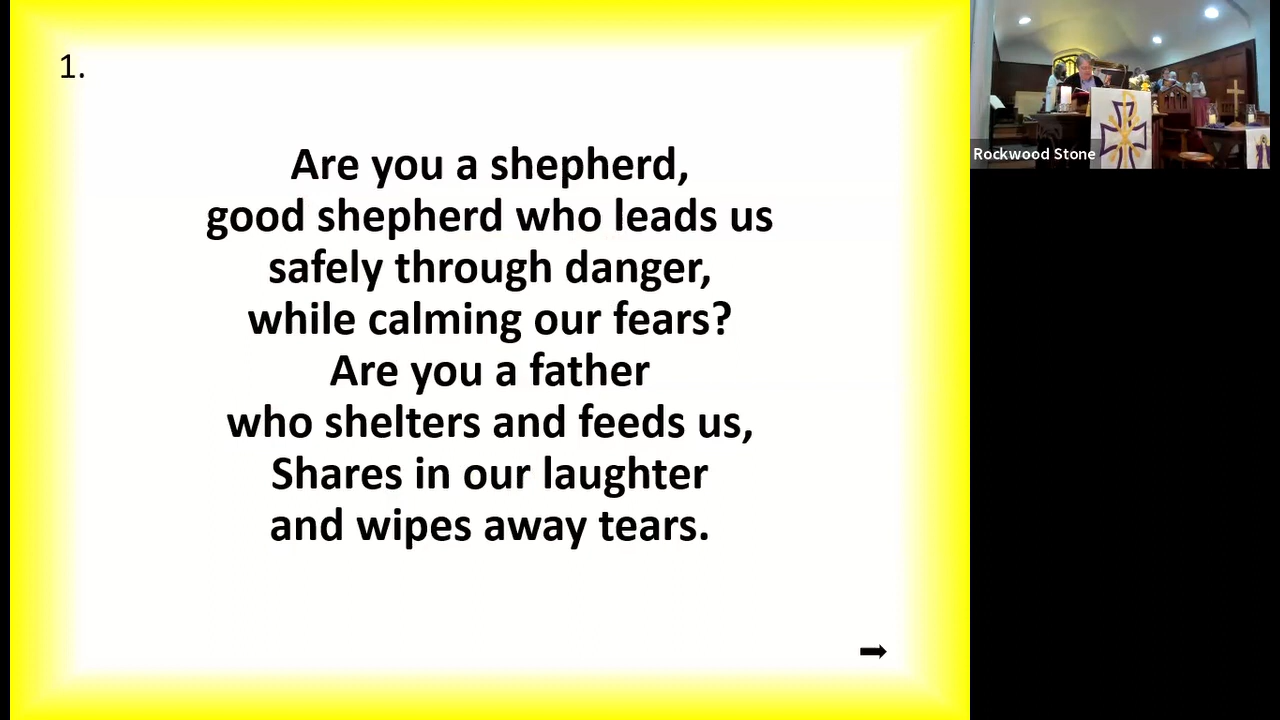 1.
Are you a shepherd,
good shepherd who leads us
safely through danger,
while calming our fears?
Are you a father
who shelters and feeds us,
Shares in our laughter
and wipes away tears.
Rockwood Stone